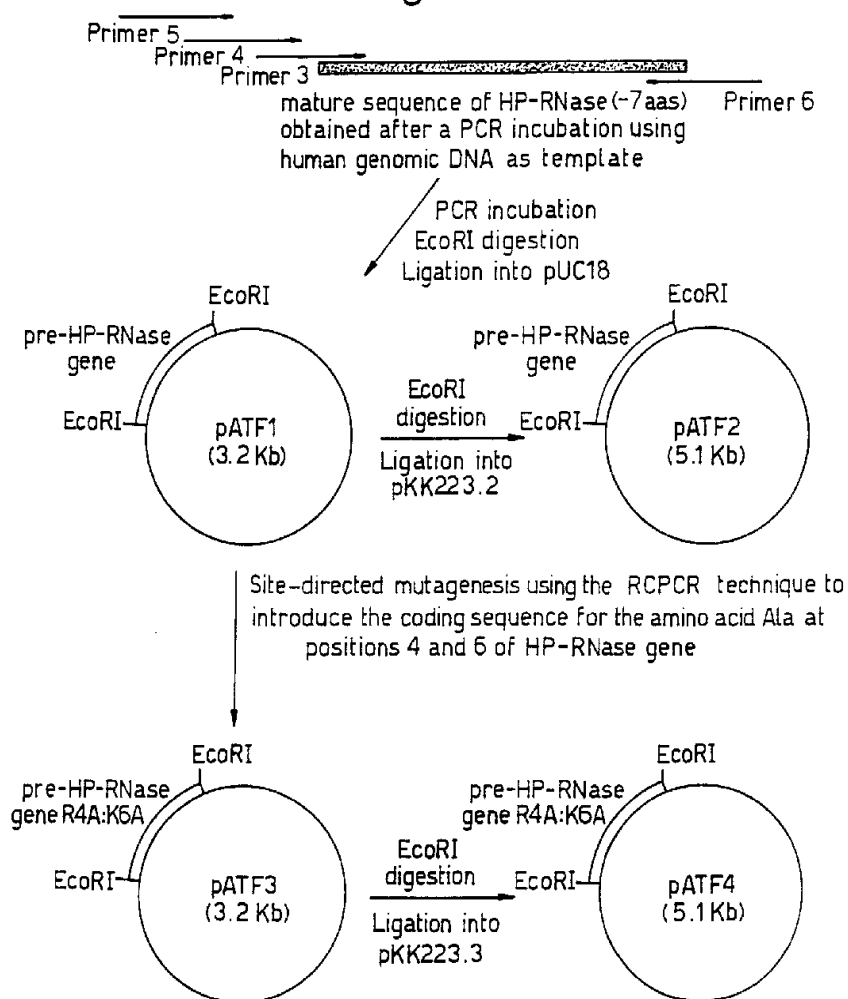 Primer 5
Primer 4
Primer 3
mature sequence of HP-RNase (-7aas)
Primer 6
obtained after a PCR incubation using
human genomic DNA as template
PCR incubation
EcoRI digestion
Ligation into pUC18
EcoRI
pre-HP-RNase
gene
EcoRI
pATF1
(3.2 Kb)
EcoRI
digestion
Ligation into
pKK223.2
EcoRI
pre-HP-RNase
gene
EcoRI
pATF2
(5.1 Kb)
Site-directed mutagenesis using the RCPCR technique to
introduce the coding sequence for the amino acid Ala at
positions 4 and 6 of HP-RNase gene
EcoRI
pre-HP-RNase
gene R4A:K6A
EcoRI
pATF3
(3.2 Kb)
EcoRI
digestion
Ligation into
pKK223.3
EcoRI
pre-HP-RNase
gene R4A:K6A
EcoRI
pATF4
(5.1 Kb)